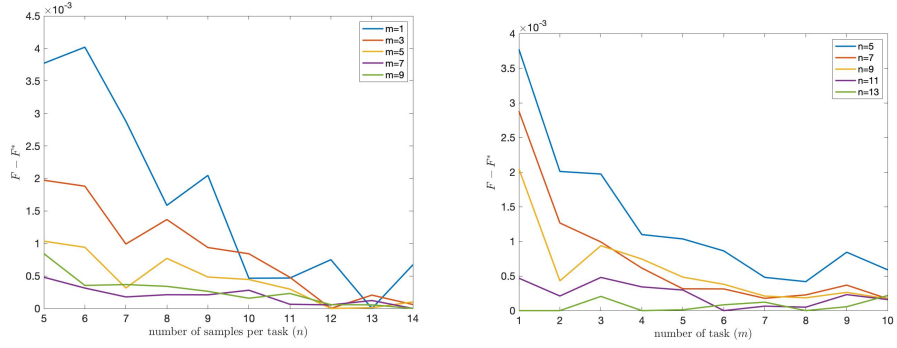 ×10⁻³
4.5
4
3.5
3
2.5
2
1.5
1
0.5
0
F − F*
5 6 7 8 9 10 11 12 13 14
number of samples per task (n)
m=1
m=3
m=5
m=7
m=9
×10⁻³
4
3.5
3
2.5
2
1.5
1
0.5
0
F − F*
1 2 3 4 5 6 7 8 9 10
number of task (m)
n=5
n=7
n=9
n=11
n=13